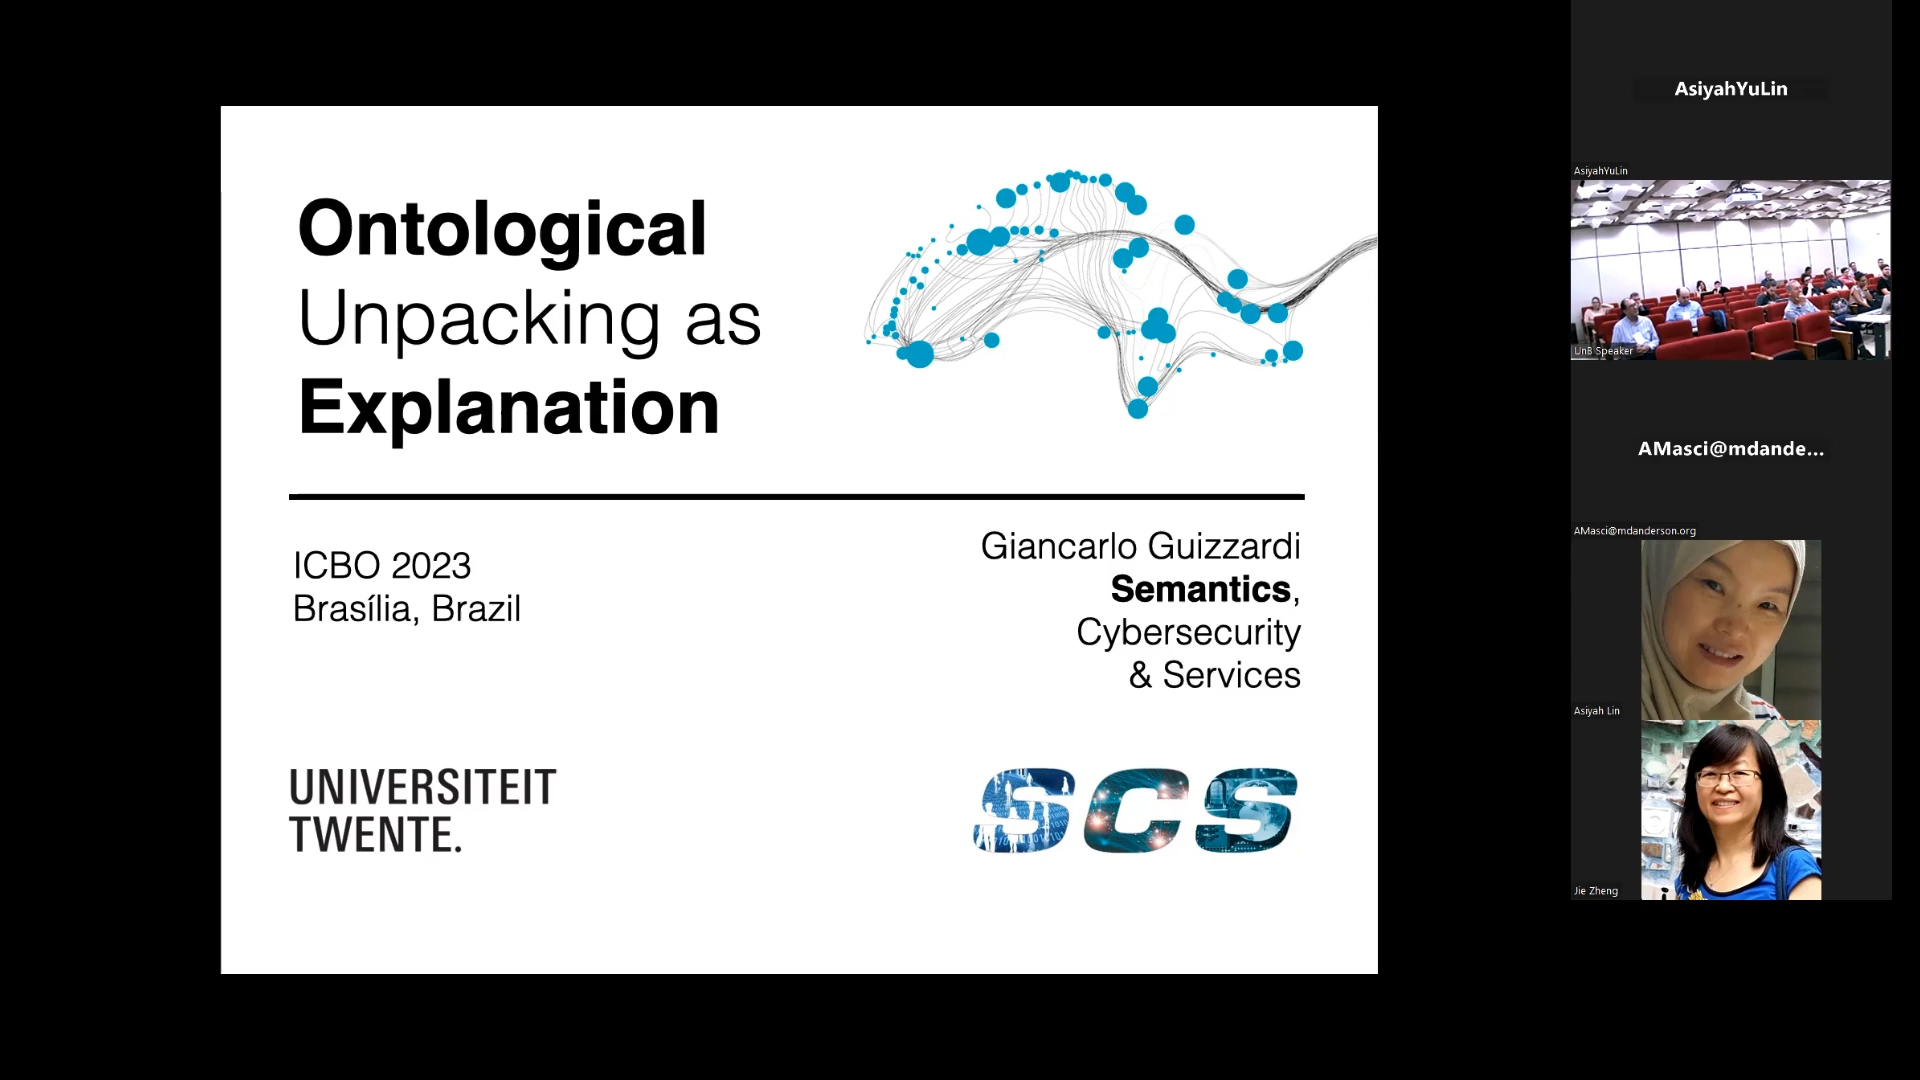 Ontological
Unpacking as
Explanation
ICBO 2023
Brasília, Brazil
Giancarlo Guizzardi
Semantics,
Cybersecurity
& Services
UNIVERSITEIT
TWENTE.
SCS
AsiyahYuLin
AsiyahYuLin
UnB Speaker
AMasci@mdande...
AMasci@mdanderson.org
Asiyah Lin
Jie Zheng